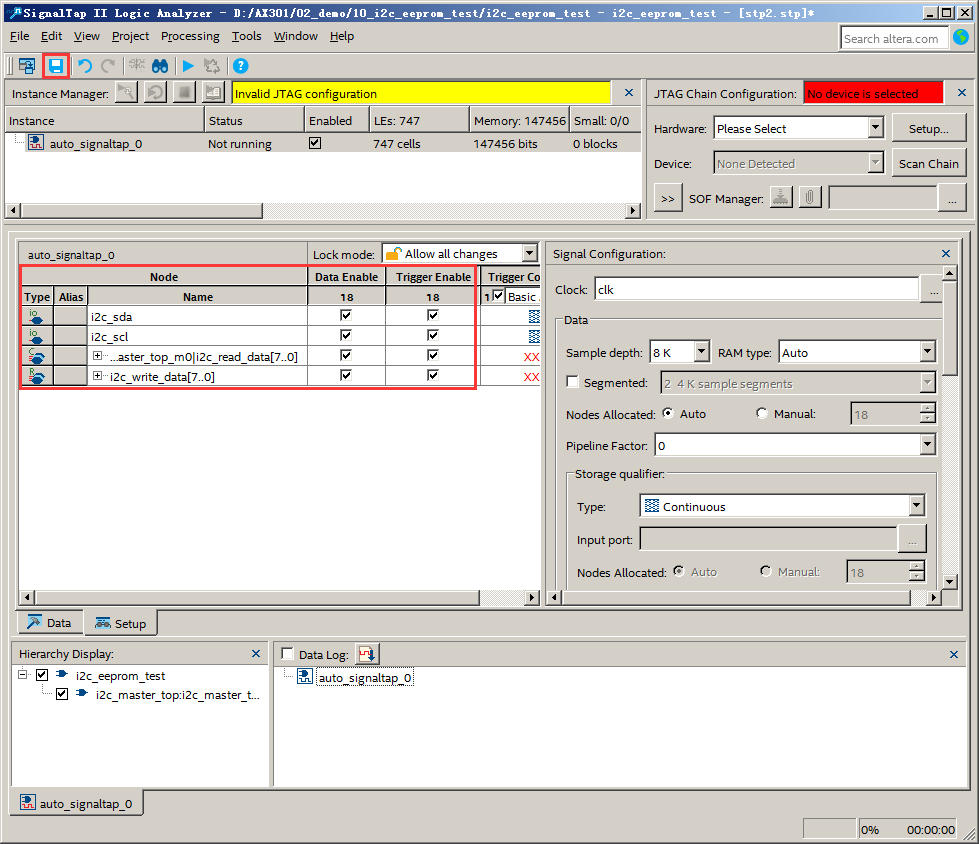 SignalTap II Logic Analyzer - D:/AX301/02_demo/10_i2c_eeprom_test/i2c_eeprom_test - i2c_eeprom_test - [stp2.stp]*
File Edit View Project Processing Tools Window Help
Search altera.com
Instance Manager: Invalid JTAG configuration
JTAG Chain Configuration: No device is selected
Instance Status Enabled LEs: 747 Memory: 147456 Small: 0/0
auto_signaltap_0 Not running 747 cells 147456 bits 0 blocks
Hardware: Please Select Setup...
Device: None Detected Scan Chain
>> SOF Manager: ...
auto_signaltap_0 Lock mode: Allow all changes
Node Data Enable Trigger Enable Trigger Co
Type Alias Name 18 18 1 Basic
i2c_sda
i2c_scl
...aster_top_m0|i2c_read_data[7..0] XX
i2c_write_data[7..0] XX
Signal Configuration:
Clock: clk ...
Data
Sample depth: 8 K RAM type: Auto
Segmented: 2 4 K sample segments
Nodes Allocated: Auto Manual: 18
Pipeline Factor: 0
Storage qualifier:
Type: Continuous
Input port: ...
Nodes Allocated: Auto Manual: 18
Data Setup
Hierarchy Display:
i2c_eeprom_test
i2c_master_top:i2c_master_t...
Data Log:
auto_signaltap_0
auto_signaltap_0
0% 00:00:00